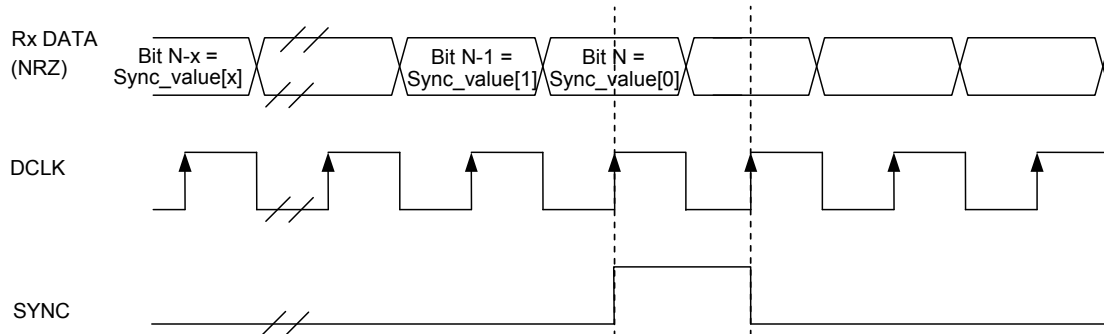 Rx DATA
(NRZ)
Bit N-x =
Sync_value[x]
Bit N-1 =
Sync_value[1]
Bit N =
Sync_value[0]
DCLK
SYNC